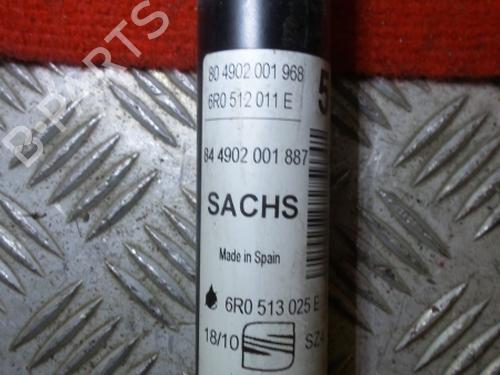 B-PARTS
80 4902 001 968
6R0 512 011 E
5
84 4902 001 887
SACHS
Made in Spain
6R0 513 025 E
18/10